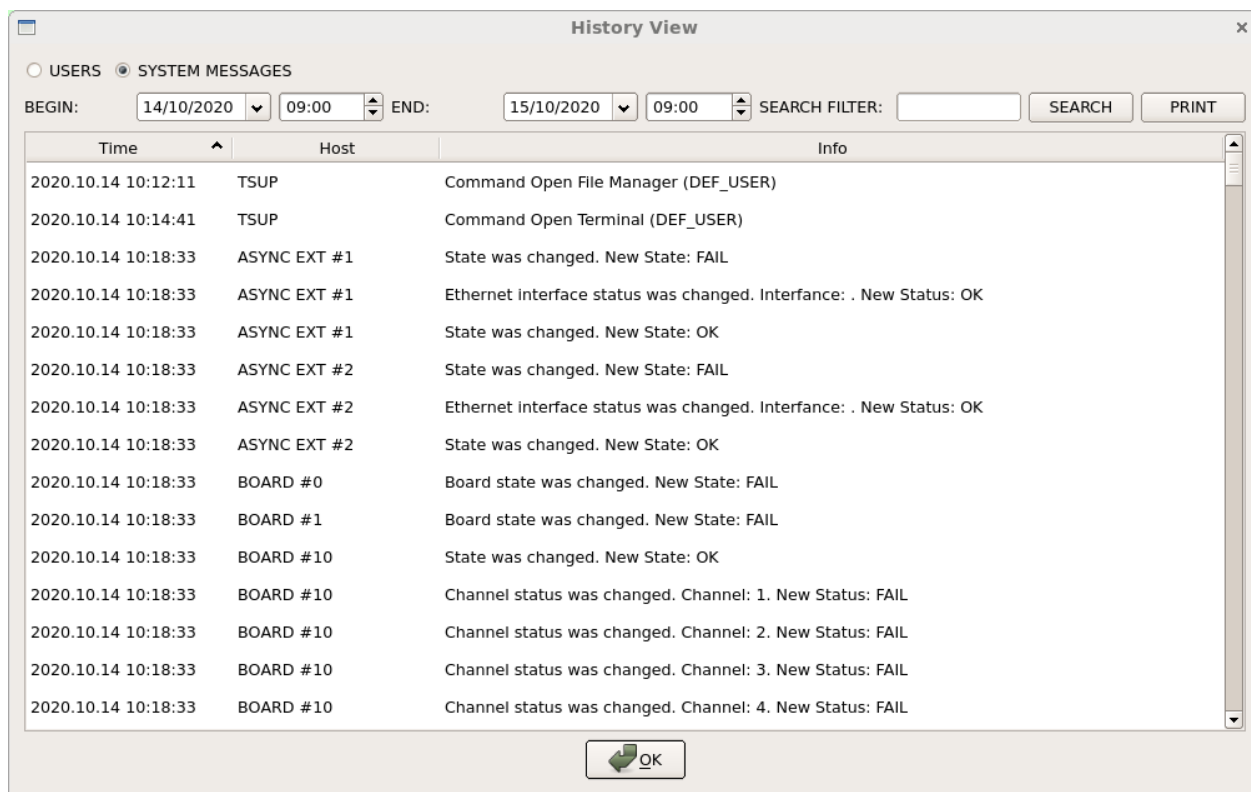 History View
USERS SYSTEM MESSAGES
BEGIN: 14/10/2020 09:00 END: 15/10/2020 09:00 SEARCH FILTER: SEARCH PRINT
Time Host Info
2020.10.14 10:12:11 TSUP Command Open File Manager (DEF_USER)
2020.10.14 10:14:41 TSUP Command Open Terminal (DEF_USER)
2020.10.14 10:18:33 ASYNC EXT #1 State was changed. New State: FAIL
2020.10.14 10:18:33 ASYNC EXT #1 Ethernet interface status was changed. Interfance: . New Status: OK
2020.10.14 10:18:33 ASYNC EXT #1 State was changed. New State: OK
2020.10.14 10:18:33 ASYNC EXT #2 State was changed. New State: FAIL
2020.10.14 10:18:33 ASYNC EXT #2 Ethernet interface status was changed. Interfance: . New Status: OK
2020.10.14 10:18:33 ASYNC EXT #2 State was changed. New State: OK
2020.10.14 10:18:33 BOARD #0 Board state was changed. New State: FAIL
2020.10.14 10:18:33 BOARD #1 Board state was changed. New State: FAIL
2020.10.14 10:18:33 BOARD #10 State was changed. New State: OK
2020.10.14 10:18:33 BOARD #10 Channel status was changed. Channel: 1. New Status: FAIL
2020.10.14 10:18:33 BOARD #10 Channel status was changed. Channel: 2. New Status: FAIL
2020.10.14 10:18:33 BOARD #10 Channel status was changed. Channel: 3. New Status: FAIL
2020.10.14 10:18:33 BOARD #10 Channel status was changed. Channel: 4. New Status: FAIL
OK